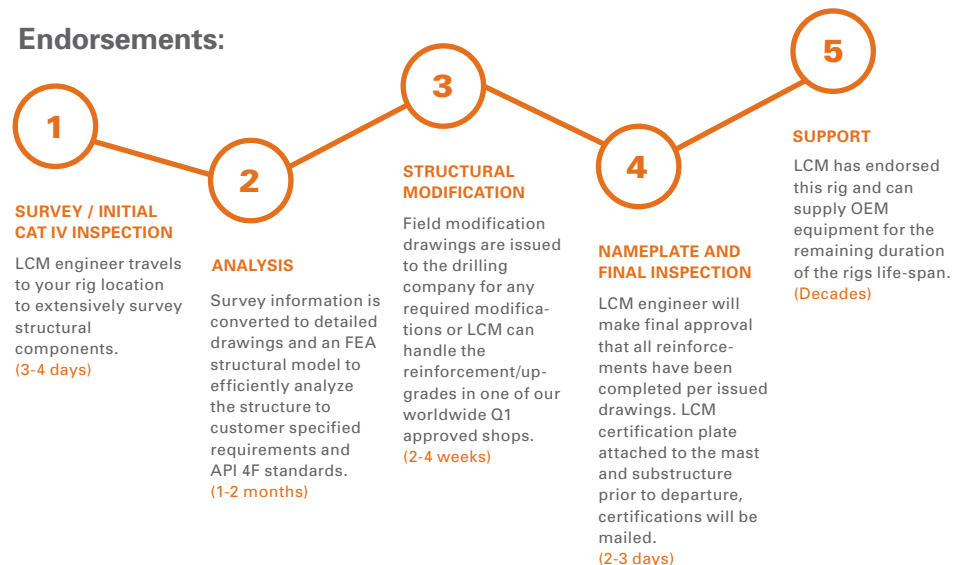 Endorsements:
1
SURVEY / INITIAL
CAT IV INSPECTION
LCM engineer travels
to your rig location
to extensively survey
structural
components.
(3-4 days)
2
ANALYSIS
Survey information is
converted to detailed
drawings and an FEA
structural model to
efficiently analyze
the structure to
customer specified
requirements and
API 4F standards.
(1-2 months)
3
STRUCTURAL
MODIFICATION
Field modification
drawings are issued
to the drilling
company for any
required modifica-
tions or LCM can
handle the
reinforcement/up-
grades in one of our
worldwide Q1
approved shops.
(2-4 weeks)
4
NAMEPLATE AND
FINAL INSPECTION
LCM engineer will
make final approval
that all reinforce-
ments have been
completed per issued
drawings. LCM
certification plate
attached to the mast
and substructure
prior to departure,
certifications will be
mailed.
(2-3 days)
5
SUPPORT
LCM has endorsed
this rig and can
supply OEM
equipment for the
remaining duration
of the rigs life-span.
(Decades)